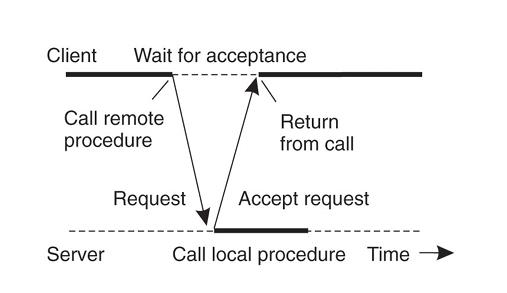 Client
Wait for acceptance
Call remote
procedure
Return
from call
Request
Accept request
Server
Call local procedure
Time